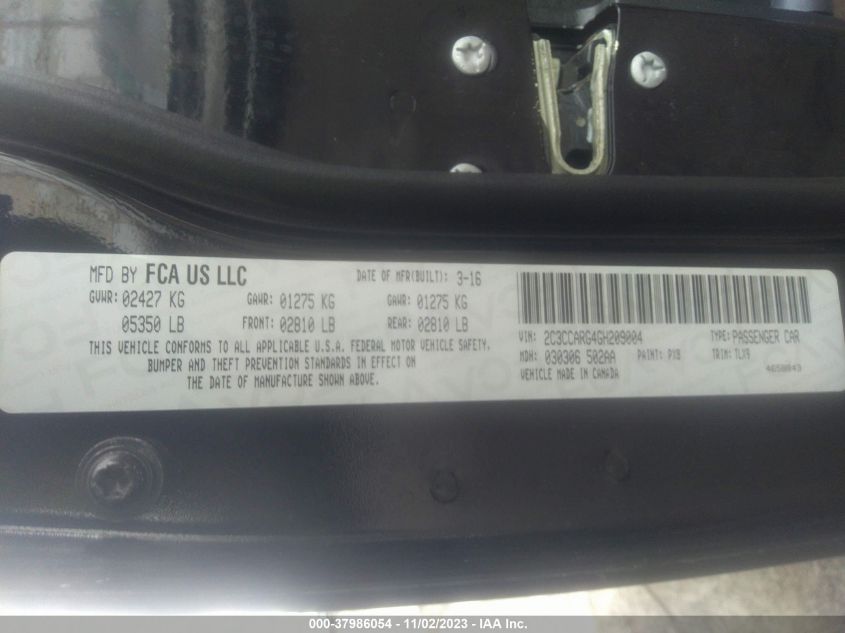 MFD BY FCA US LLC DATE OF MFR(BUILT): 3-16
GVWR: 02427 KG GAWR: 01275 KG GAWR: 01275 KG
05350 LB FRONT: 02810 LB REAR: 02810 LB
THIS VEHICLE CONFORMS TO ALL APPLICABLE U.S.A. FEDERAL MOTOR VEHICLE SAFETY,
BUMPER AND THEFT PREVENTION STANDARDS IN EFFECT ON
THE DATE OF MANUFACTURE SHOWN ABOVE.
VIN: 2C3CCARG4GH209004 TYPE: PASSENGER CAR
MDH: 030306 502AA PAINT: PX8 TRIM: TLX9
VEHICLE MADE IN CANADA 4658043
000-37986054 - 11/02/2023 - IAA Inc.